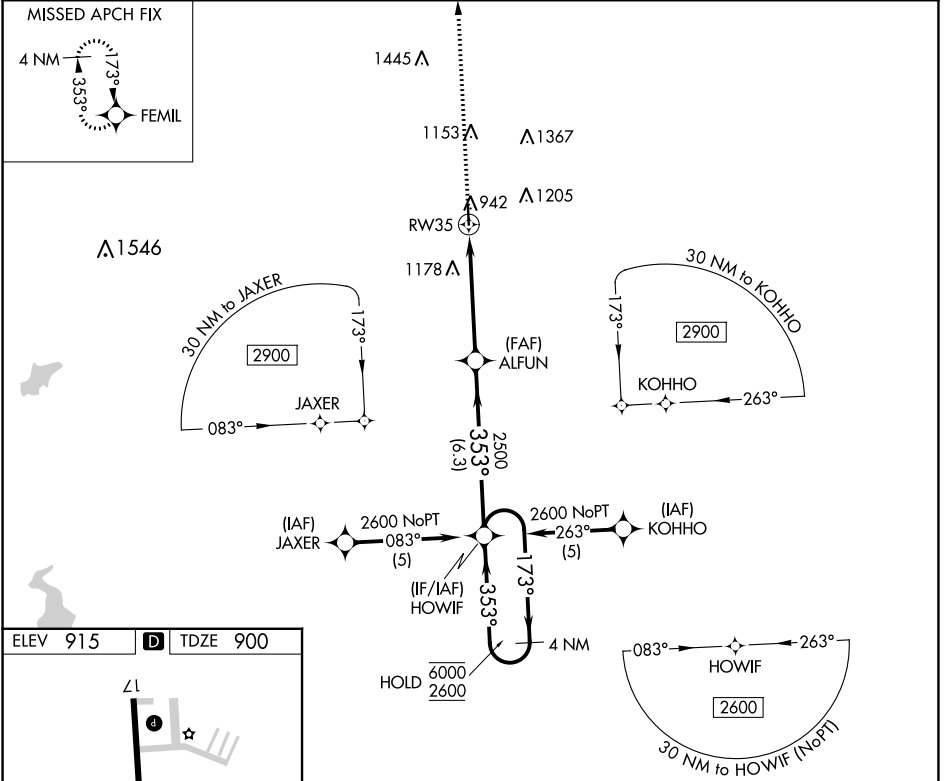 MISSED APCH FIX
4 NM
173°
353°
FEMIL
1445
1153
1367
942
1205
RW35
1546
1178
30 NM to JAXER
173°
2900
JAXER
083°
30 NM to KOHHO
173°
2900
KOHHO
263°
(FAF)
ALFUN
2500
353°
(6.3)
(IAF)
JAXER
2600 NoPT
083°
(5)
2600 NoPT
263°
(5)
(IAF)
KOHHO
(IF/IAF)
HOWIF
353°
173°
4 NM
HOLD
6000
2600
083°
263°
HOWIF
2600
30 NM to HOWIF (NoPT)
ELEV 915
D
TDZE 900
17
P